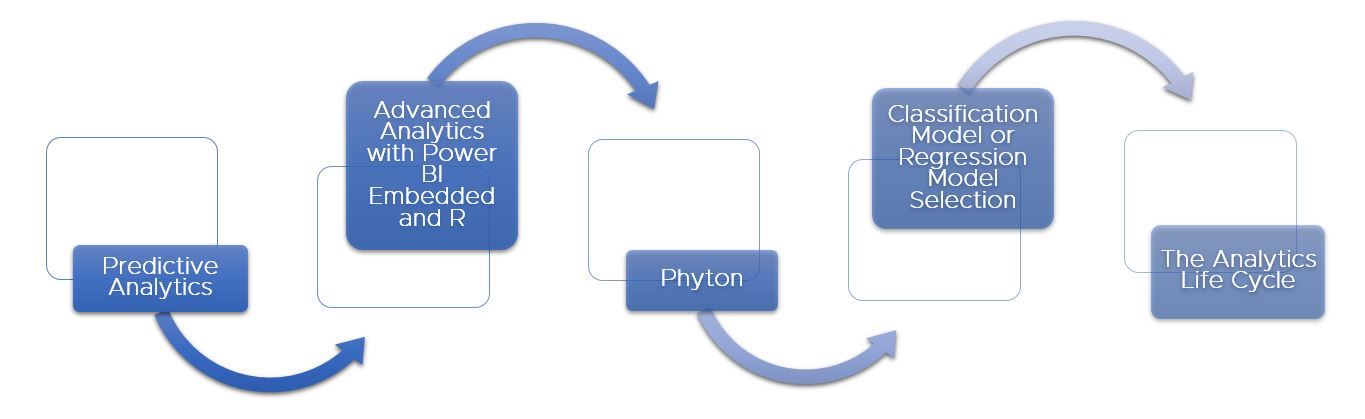 Predictive
Analytics
Advanced
Analytics
with Power
BI
Embedded
and R
Phyton
Classification
Model or
Regression
Model
Selection
The Analytics
Life Cycle